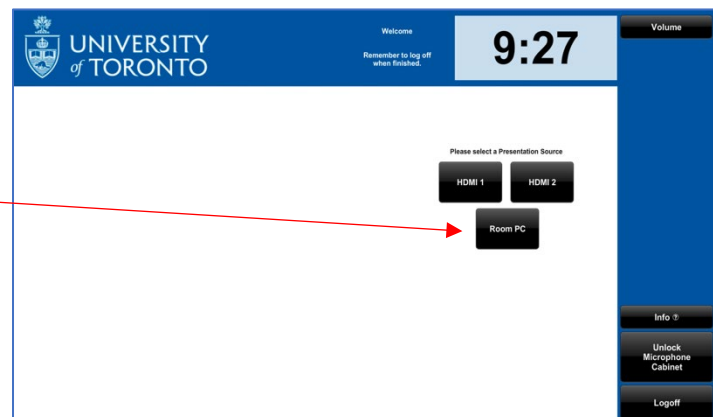 UNIVERSITY
of TORONTO
Welcome
Remember to log off
when finished.
9:27
Volume
Please select a Presentation Source
HDMI 1
HDMI 2
Room PC
Info ?
Unlock
Microphone
Cabinet
Logoff